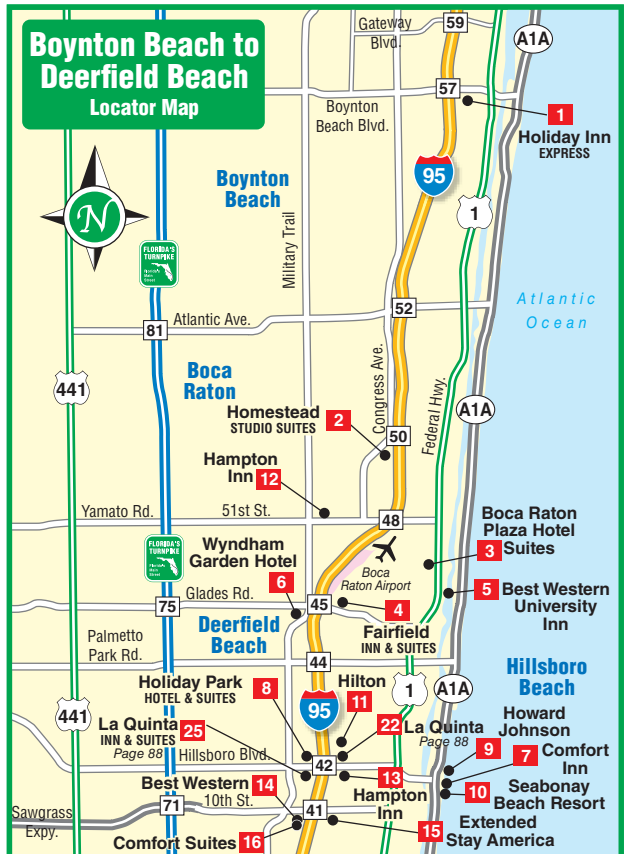 Boynton Beach to
Deerfield Beach
Locator Map
Gateway
Blvd.
59
A1A
57
Boynton
Beach Blvd.
1
Holiday Inn
EXPRESS
95
Boynton
Beach
N
1
Military Trail
FLORIDA'S
TURNPIKE
Florida's
Main
Street
Atlantic
Ocean
52
Atlantic Ave.
81
Boca
Raton
441
Congress Ave.
Federal Hwy.
A1A
Homestead
STUDIO SUITES
2
50
Hampton
Inn
12
Yamato Rd.
51st St.
48
Boca Raton
Plaza Hotel
3
Suites
FLORIDA'S
TURNPIKE
Florida's
Main
Street
Wyndham
Garden Hotel
6
Boca
Raton Airport
5
Best Western
University
Inn
75
Glades Rd.
45
4
Fairfield
INN & SUITES
Deerfield
Beach
Palmetto
Park Rd.
44
Hillsboro
Beach
Holiday Park
HOTEL & SUITES
8
Hilton
11
1
A1A
95
441
La Quinta
INN & SUITES
Page 88
25
22
La Quinta
Page 88
Howard
Johnson
9
7
Comfort
Inn
Hillsboro Blvd.
42
13
Hampton
Inn
10
Seabonay
Beach Resort
Best Western
14
10th St.
71
41
Sawgrass
Expy.
Comfort Suites
16
15
Extended
Stay America